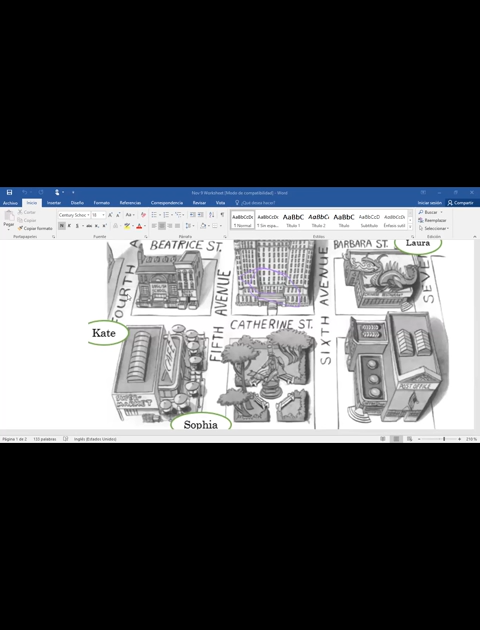 Nov 9 Worksheet [Modo de compatibilidad] - Word
Archivo Inicio Insertar Diseño Formato Referencias Correspondencia Revisar Vista ¿Qué desea hacer? Iniciar sesión Compartir
Pegar
Cortar
Copiar
Copiar formato
Century Schoo 18
Buscar
Reemplazar
Seleccionar
AaBbCcDc AaBbCcDc AaBbC AaBbCc AaBbC AaBbCcD AaBbCcDc
¶ Normal ¶ Sin espa... Título 1 Título 2 Título Subtítulo Énfasis sutil
Portapapeles Fuente Párrafo Estilos
BEATRICE ST.
BARBARA ST.
Laura
FOURTH A
FIFTH AVENUE
SIXTH AVENUE
SEVE
CATHERINE ST.
Kate
POST OFFICE
Sophia
Página 1 de 2 133 palabras Inglés (Estados Unidos)